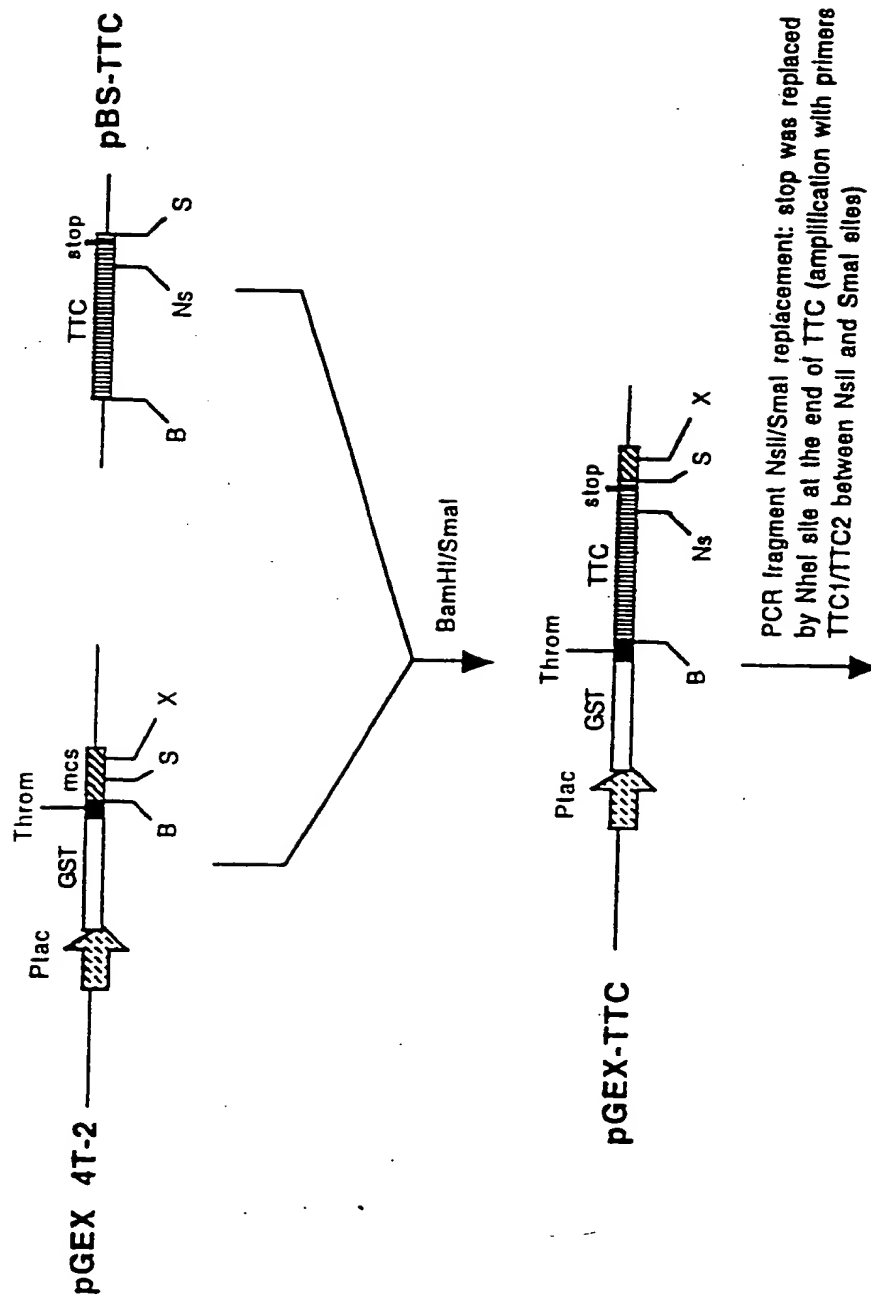 pGEX 4T-2
Plac
GST
Throm
mcs
B
S
X
TTC
stop
pBS-TTC
B
Ns
S
BamHI/SmaI
pGEX-TTC
Plac
GST
Throm
TTC
stop
B
Ns
S
X
PCR fragment NsiI/SmaI replacement: stop was replaced
by NheI site at the end of TTC (amplification with primers
TTC1/TTC2 between NsiI and SmaI sites)